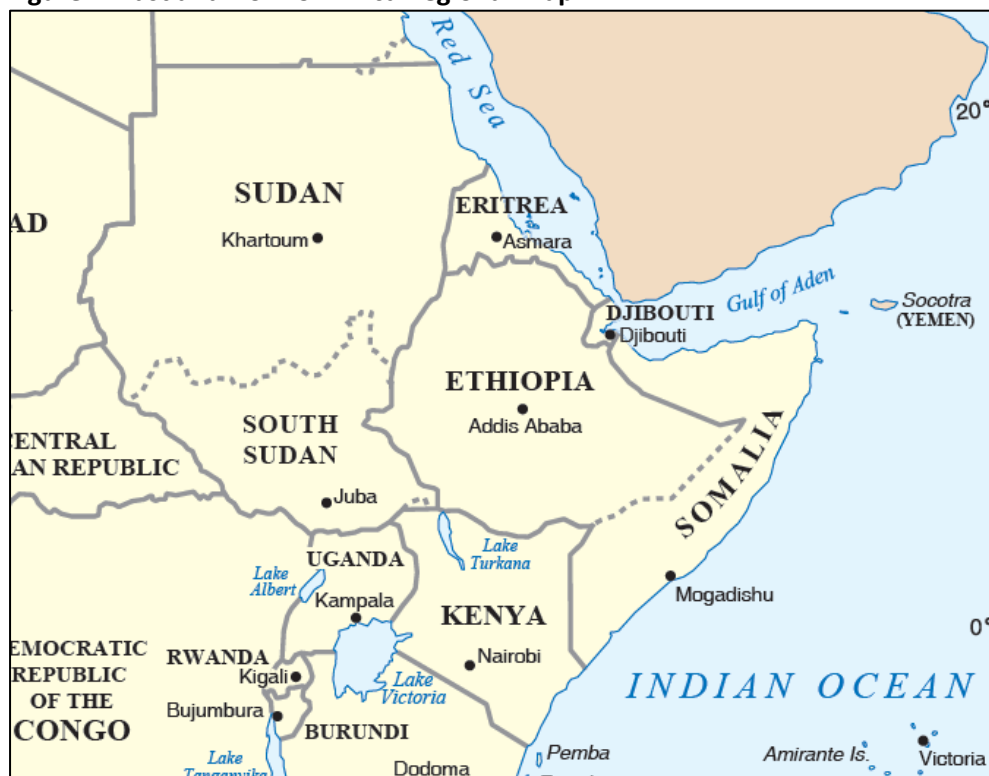 Red Sea
20°
SUDAN
AD
ERITREA
Khartoum
Asmara
Gulf of Aden
Socotra
(YEMEN)
DJIBOUTI
Djibouti
ETHIOPIA
Addis Ababa
SOUTH
SUDAN
ENTRAL
AN REPUBLIC
SOMALIA
Juba
UGANDA
Lake
Turkana
Lake
Albert
Kampala
Mogadishu
KENYA
0°
EMOCRATIC
REPUBLIC
OF THE
CONGO
RWANDA
Kigali
Nairobi
Lake
Victoria
INDIAN OCEAN
Bujumbura
BURUNDI
Lake
Tanganyika
Dodoma
Pemba
Amirante Is.
Victoria